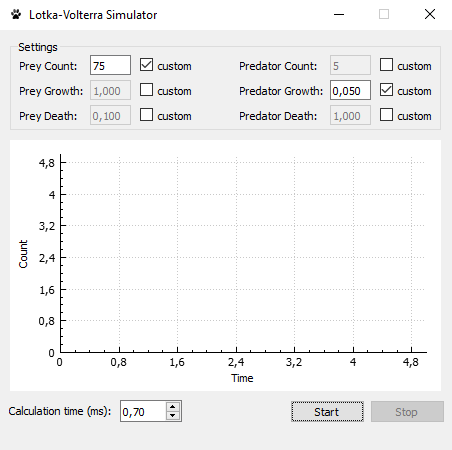 Lotka-Volterra Simulator
Settings
Prey Count: 75 custom Predator Count: 5 custom
Prey Growth: 1,000 custom Predator Growth: 0,050 custom
Prey Death: 0,100 custom Predator Death: 1,000 custom
4,8
4
3,2
2,4
1,6
0,8
0
Count
0 0,8 1,6 2,4 3,2 4 4,8
Time
Calculation time (ms): 0,70 Start Stop